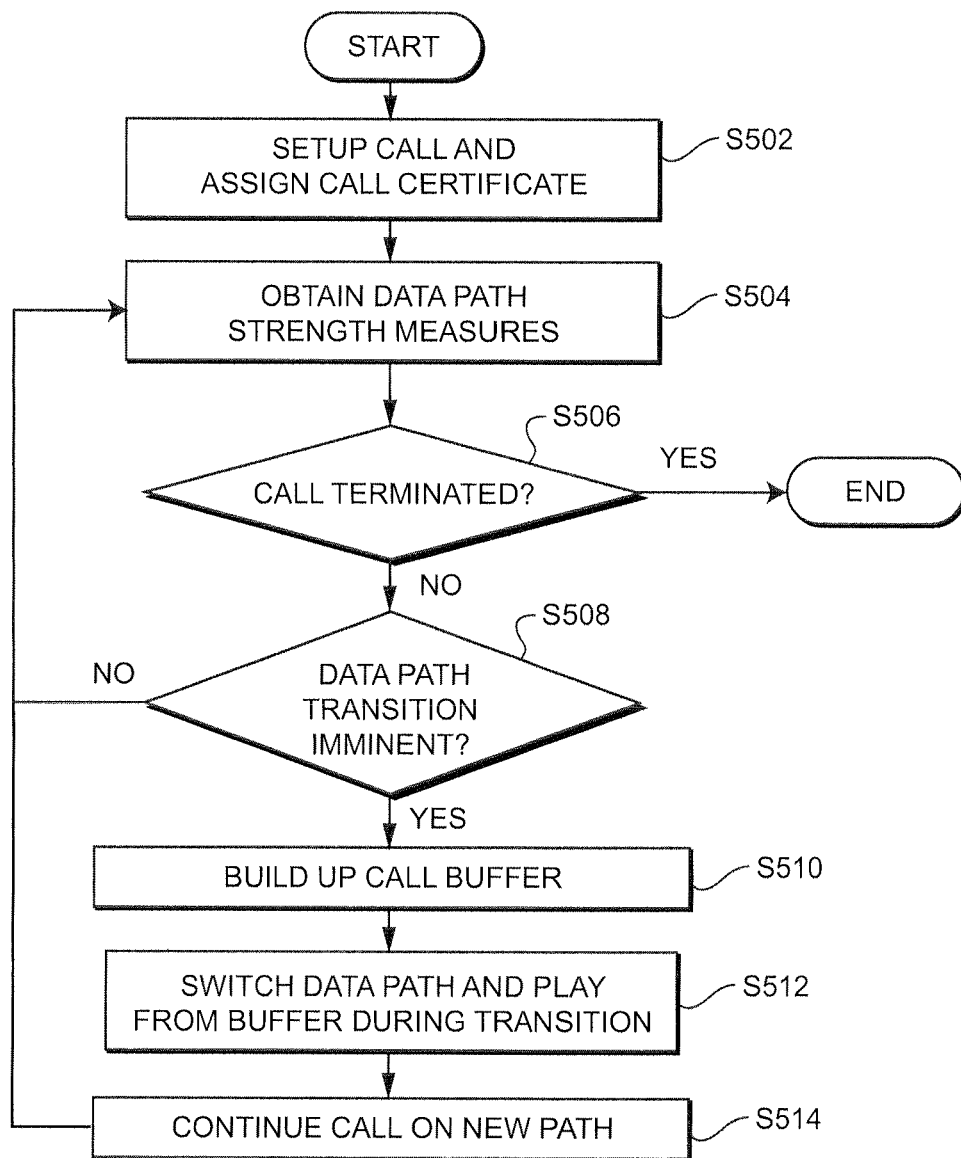 START
SETUP CALL AND
ASSIGN CALL CERTIFICATE
S502
OBTAIN DATA PATH
STRENGTH MEASURES
S504
CALL TERMINATED?
S506
YES
END
NO
DATA PATH
TRANSITION
IMMINENT?
S508
NO
YES
BUILD UP CALL BUFFER
S510
SWITCH DATA PATH AND PLAY
FROM BUFFER DURING TRANSITION
S512
CONTINUE CALL ON NEW PATH
S514